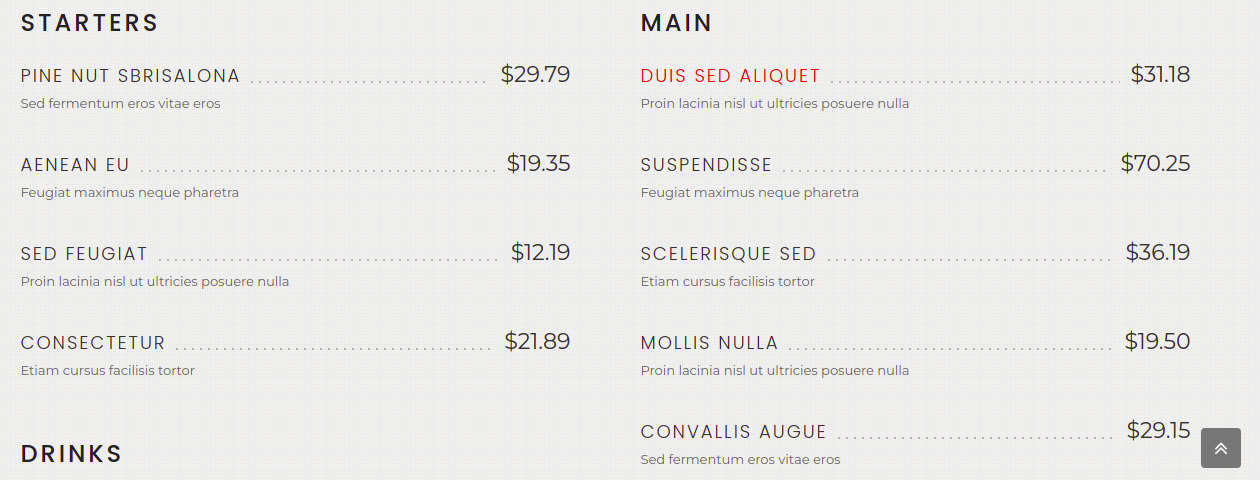 STARTERS
PINE NUT SBRISALONA $29.79
Sed fermentum eros vitae eros
AENEAN EU $19.35
Feugiat maximus neque pharetra
SED FEUGIAT $12.19
Proin lacinia nisl ut ultricies posuere nulla
CONSECTETUR $21.89
Etiam cursus facilisis tortor
DRINKS
MAIN
DUIS SED ALIQUET $31.18
Proin lacinia nisl ut ultricies posuere nulla
SUSPENDISSE $70.25
Feugiat maximus neque pharetra
SCELERISQUE SED $36.19
Etiam cursus facilisis tortor
MOLLIS NULLA $19.50
Proin lacinia nisl ut ultricies posuere nulla
CONVALLIS AUGUE $29.15
Sed fermentum eros vitae eros